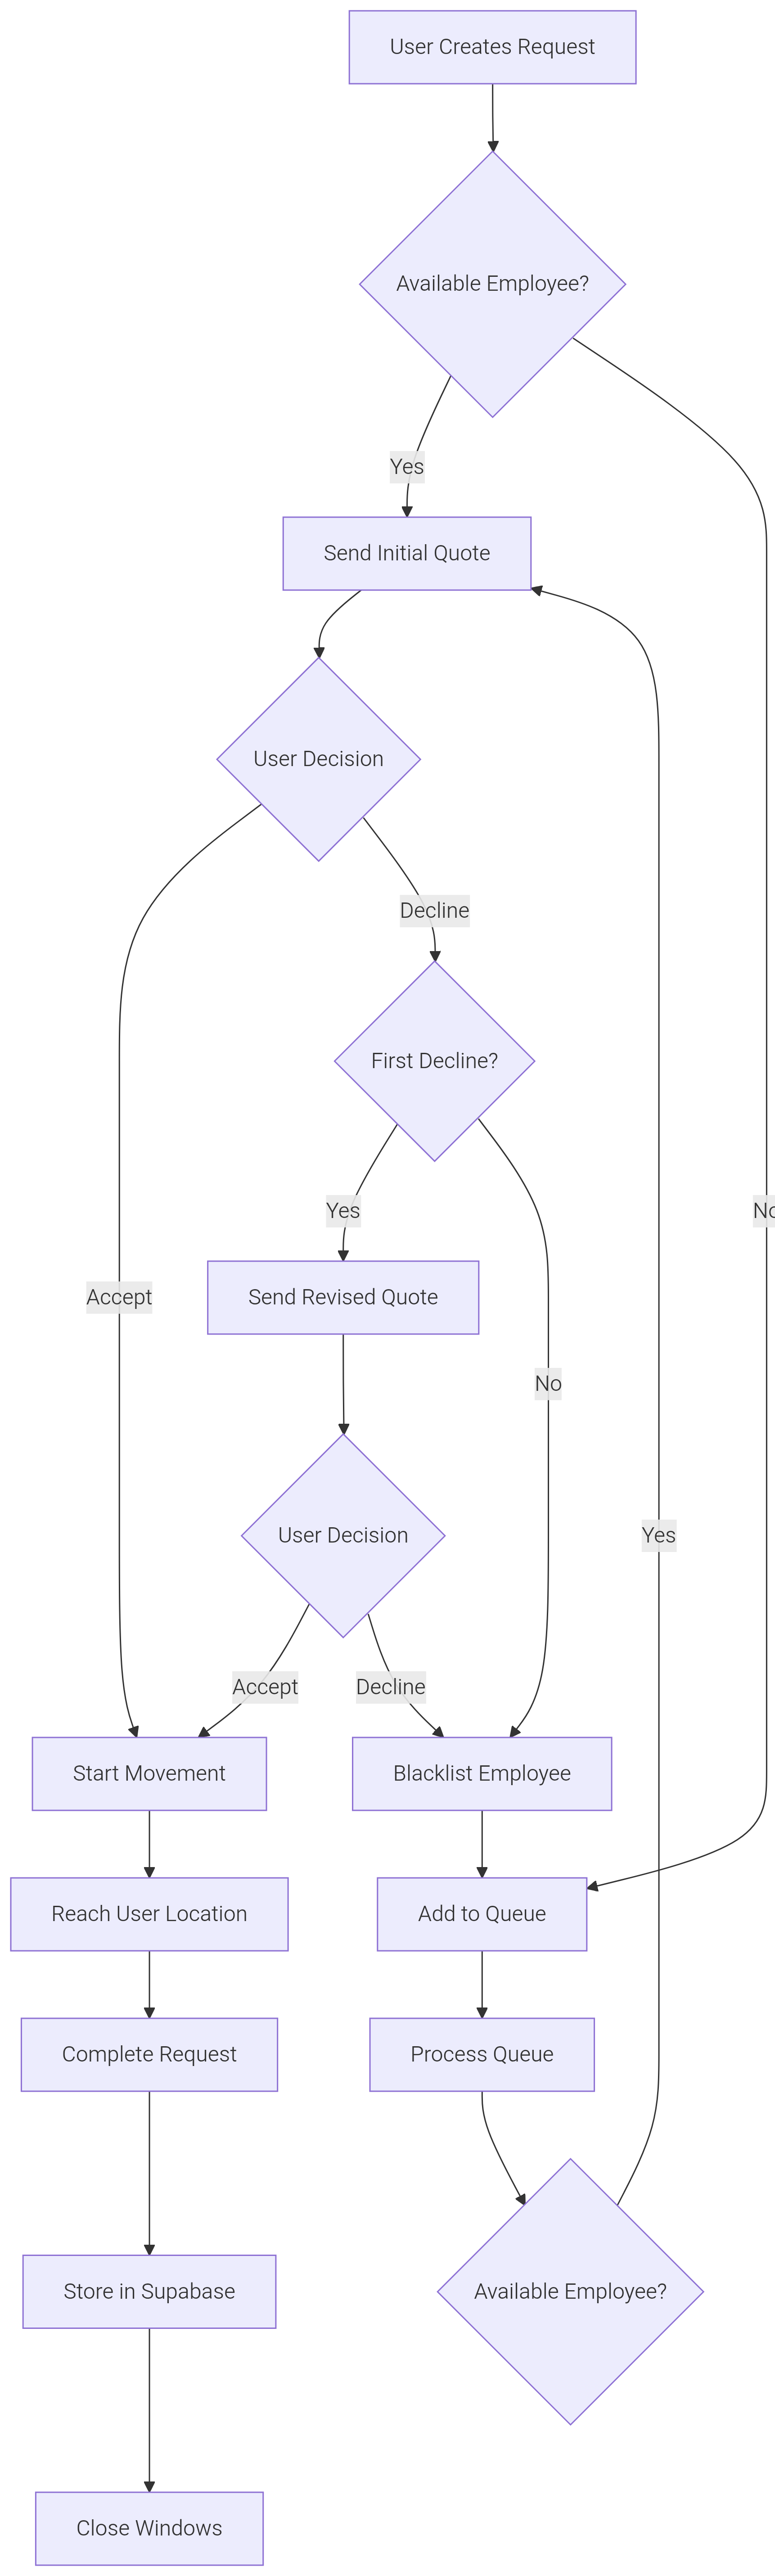 User Creates Request
Available Employee?
Yes
Send Initial Quote
User Decision
Decline
First Decline?
Yes
No
Send Revised Quote
Accept
No
User Decision
Yes
Accept
Decline
Start Movement
Blacklist Employee
Reach User Location
Add to Queue
Complete Request
Process Queue
Store in Supabase
Available Employee?
Close Windows